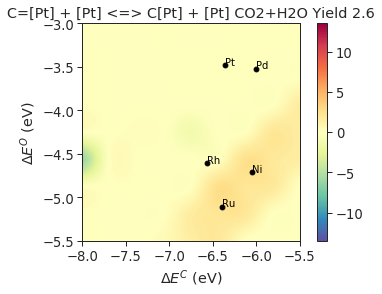 C=[Pt] + [Pt] <=> C[Pt] + [Pt] CO2+H2O Yield 2.6
−3.0
−3.5
−4.0
−4.5
−5.0
−5.5
ΔE^O (eV)
Pt
Pd
Rh
Ni
Ru
−8.0 −7.5 −7.0 −6.5 −6.0 −5.5
ΔE^C (eV)
10
5
0
−5
−10